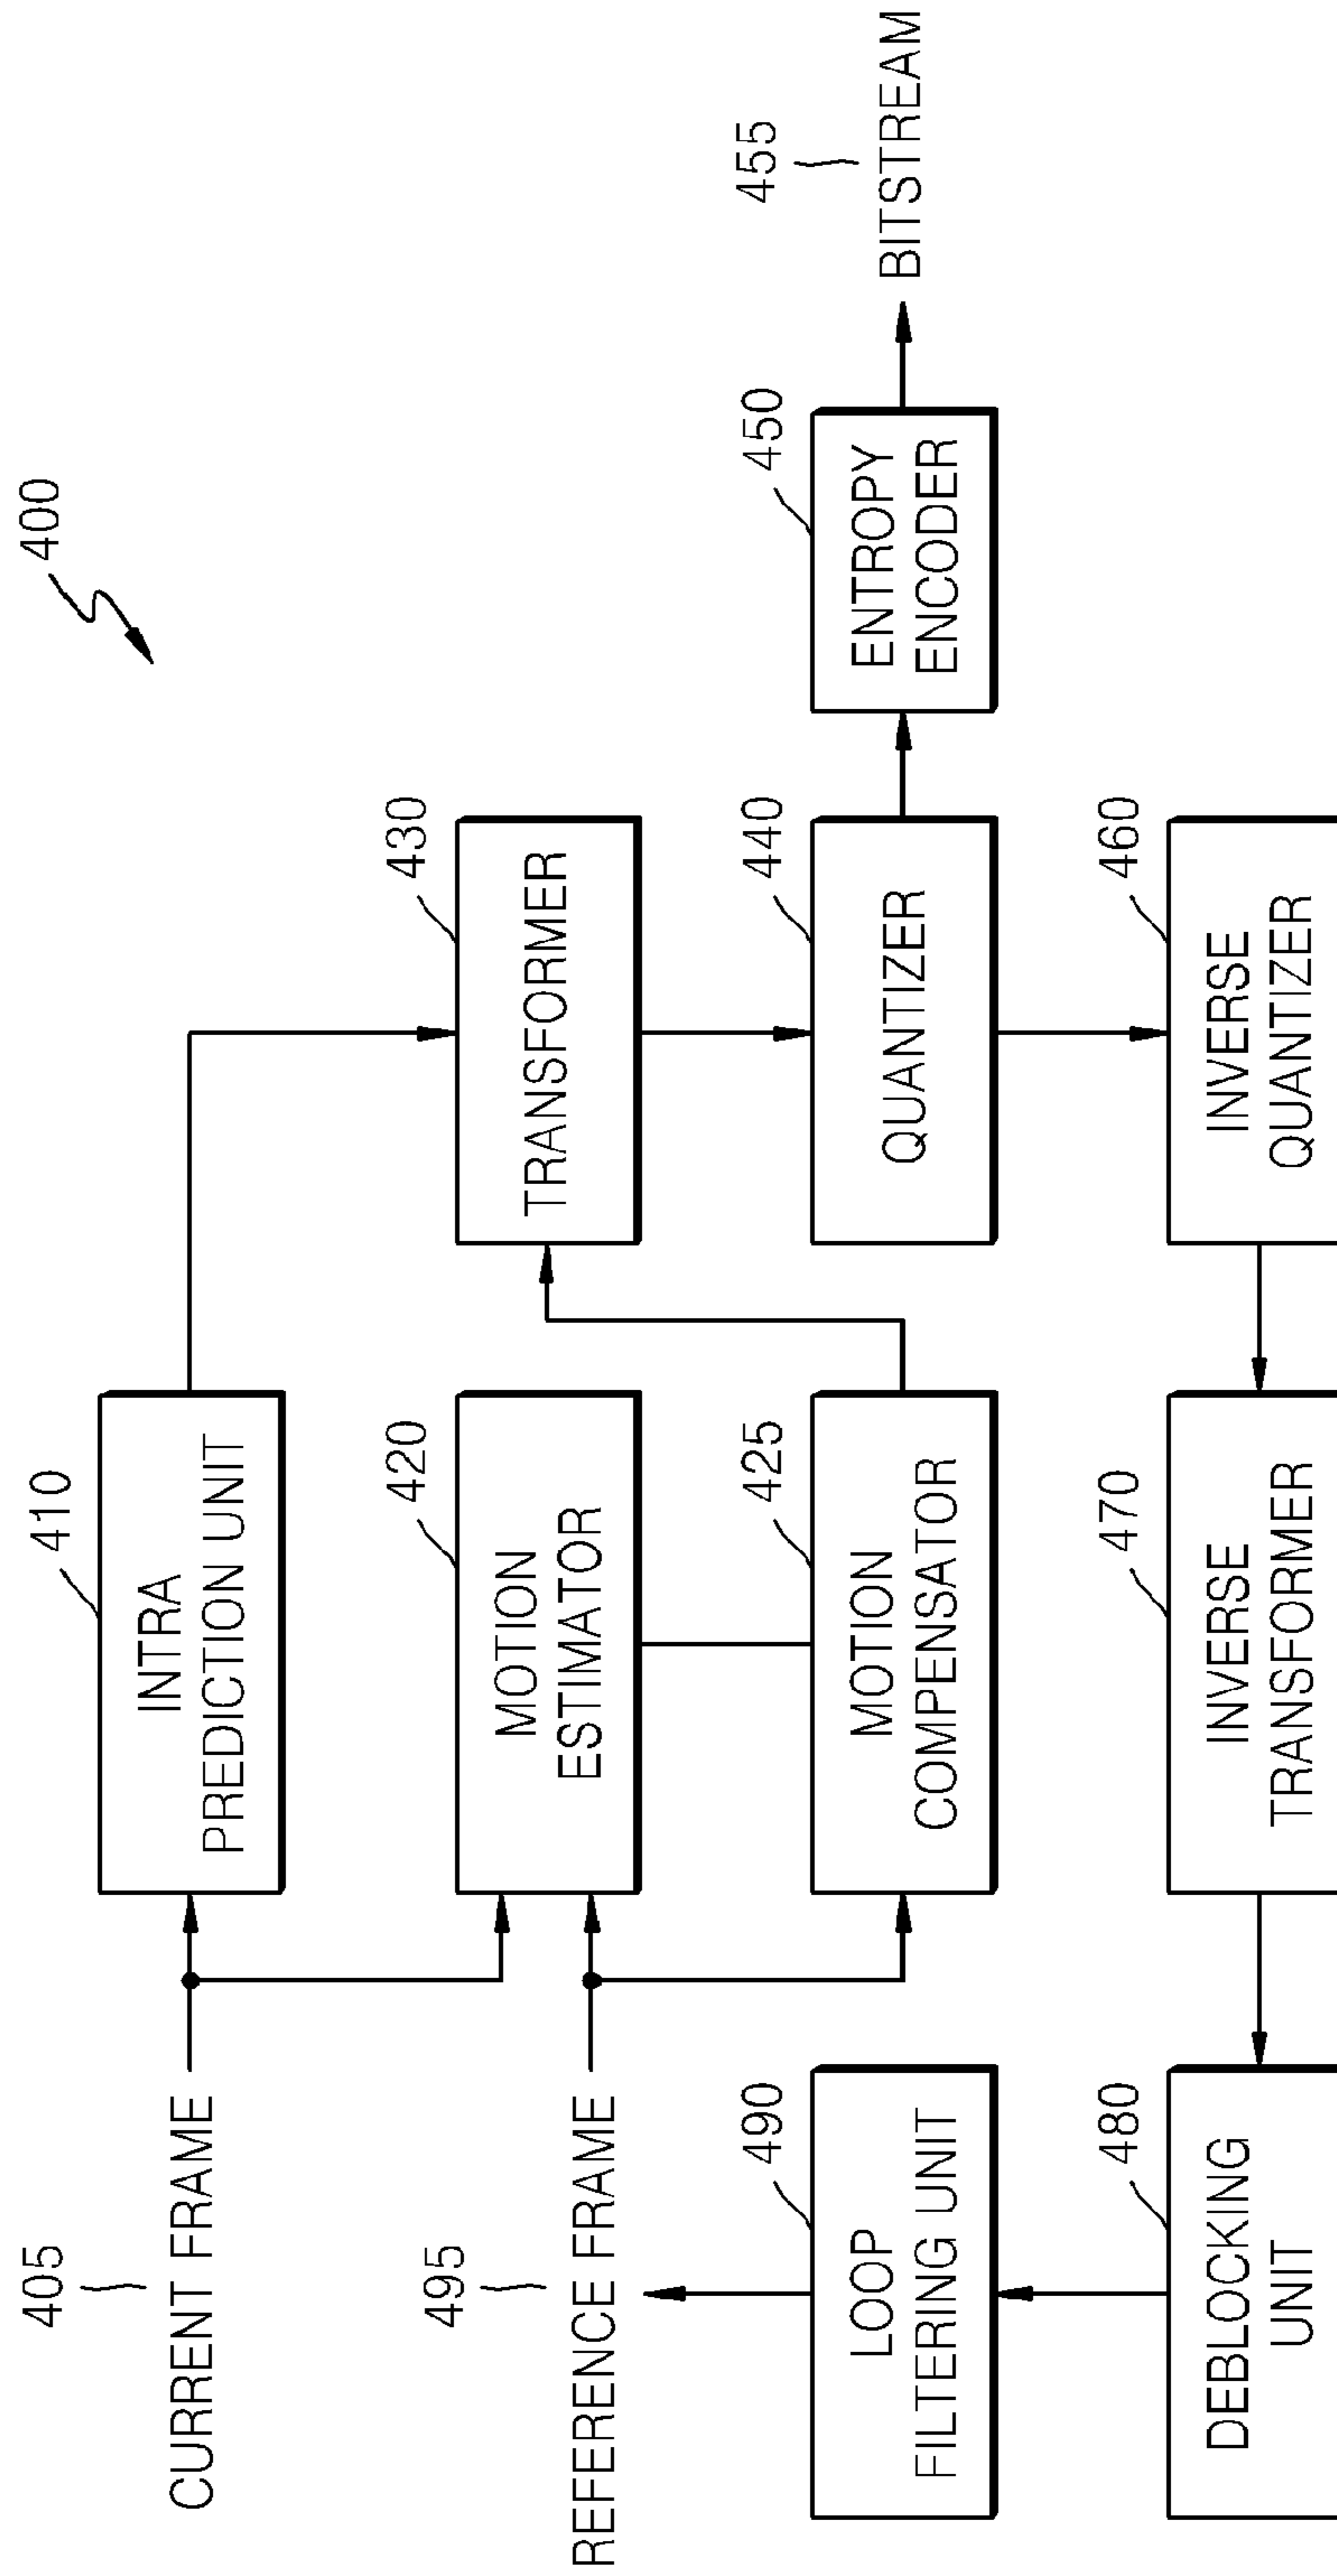 400
405
CURRENT FRAME
410
INTRA
PREDICTION UNIT
495
REFERENCE FRAME
420
MOTION
ESTIMATOR
430
TRANSFORMER
490
LOOP
FILTERING UNIT
425
MOTION
COMPENSATOR
440
QUANTIZER
450
ENTROPY
ENCODER
455
BITSTREAM
480
DEBLOCKING
UNIT
470
INVERSE
TRANSFORMER
460
INVERSE
QUANTIZER